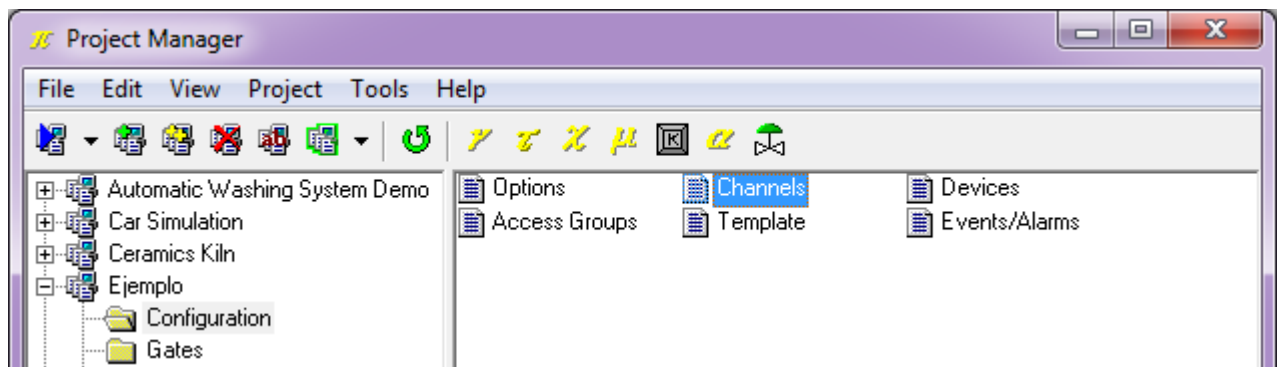 Project Manager
File Edit View Project Tools Help
Automatic Washing System Demo
Car Simulation
Ceramics Kiln
Ejemplo
Configuration
Gates
Options Channels Devices
Access Groups Template Events/Alarms